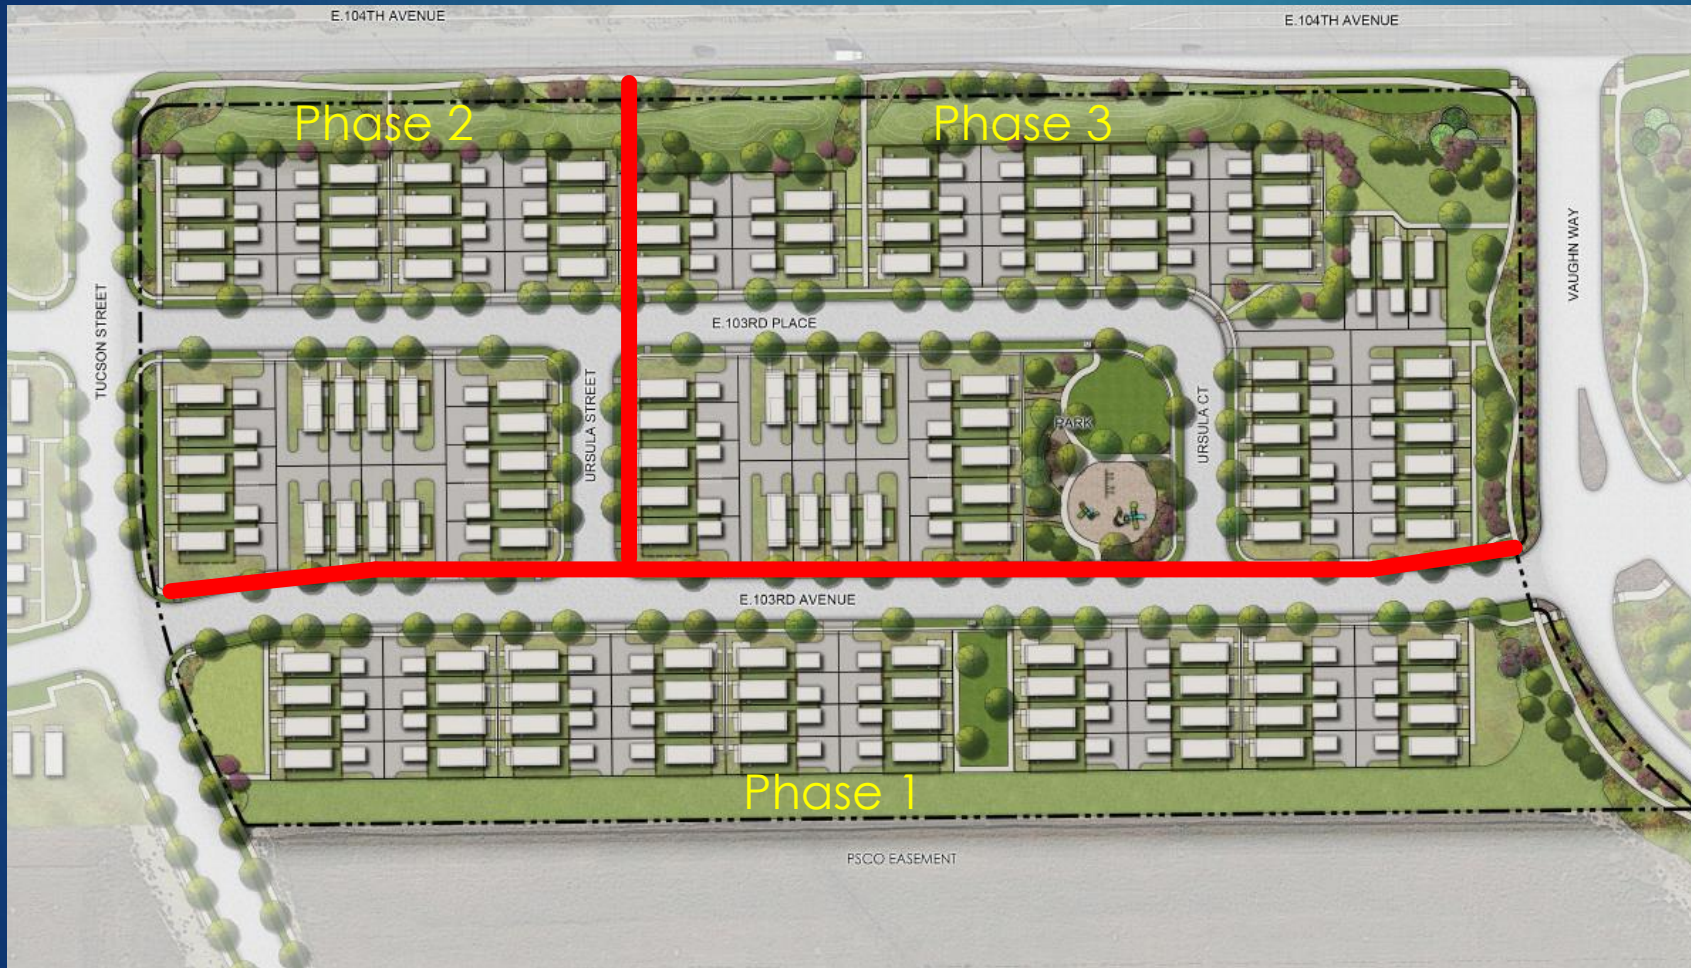 E.104TH AVENUE
E.104TH AVENUE
Phase 2
Phase 3
TUCSON STREET
VAUGHN WAY
E.103RD PLACE
URSULA STREET
PARK
URSULA CT
E.103RD AVENUE
Phase 1
PSCO EASEMENT